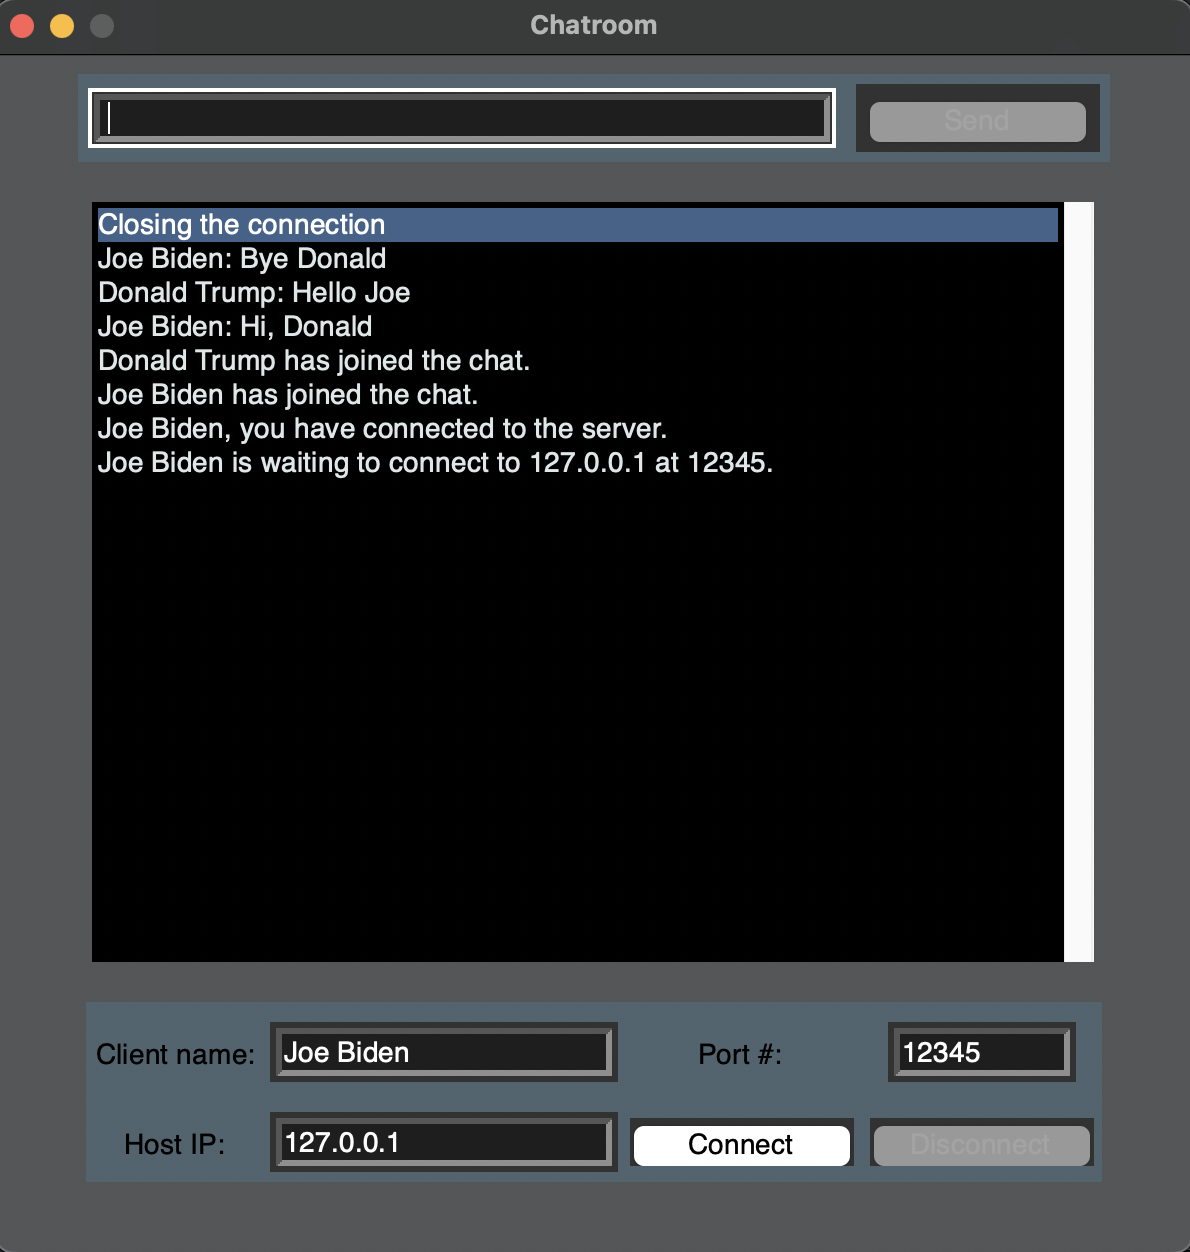 Chatroom
Send
Closing the connection
Joe Biden: Bye Donald
Donald Trump: Hello Joe
Joe Biden: Hi, Donald
Donald Trump has joined the chat.
Joe Biden has joined the chat.
Joe Biden, you have connected to the server.
Joe Biden is waiting to connect to 127.0.0.1 at 12345.
Client name: Joe Biden Port #: 12345
Host IP: 127.0.0.1 Connect Disconnect